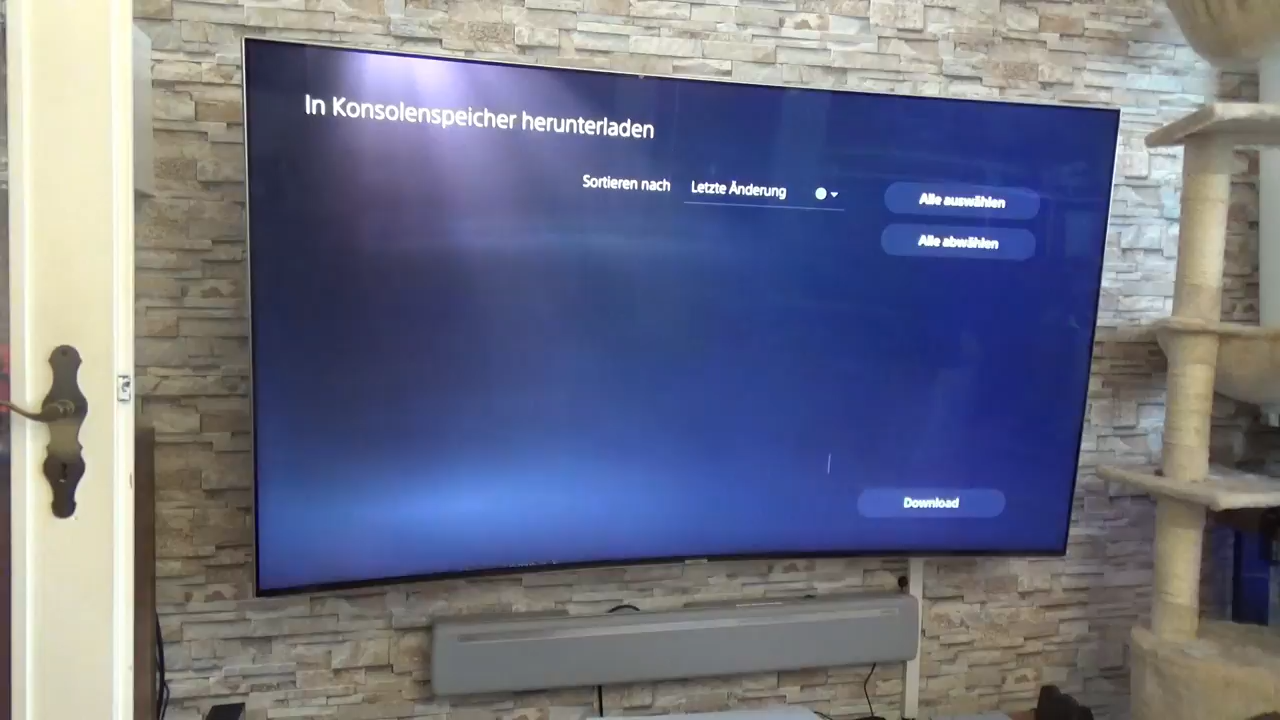 In Konsolenspeicher herunterladen
Sortieren nach Letzte Änderung
Alle auswählen
Alle abwählen
Download